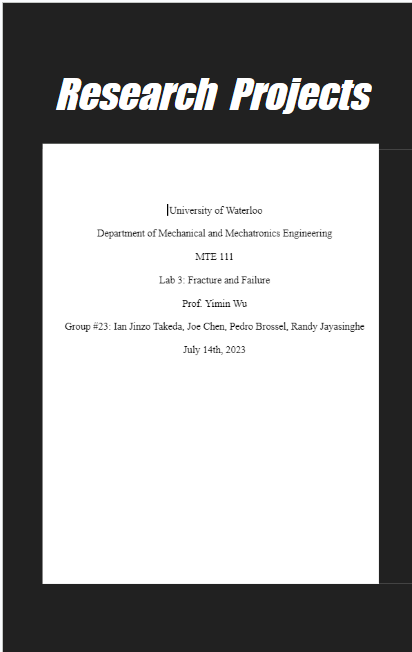 Research Projects
University of Waterloo
Department of Mechanical and Mechatronics Engineering
MTE 111
Lab 3: Fracture and Failure
Prof. Yimin Wu
Group #23: Ian Jinzo Takeda, Joe Chen, Pedro Brossel, Randy Jayasinghe
July 14th, 2023